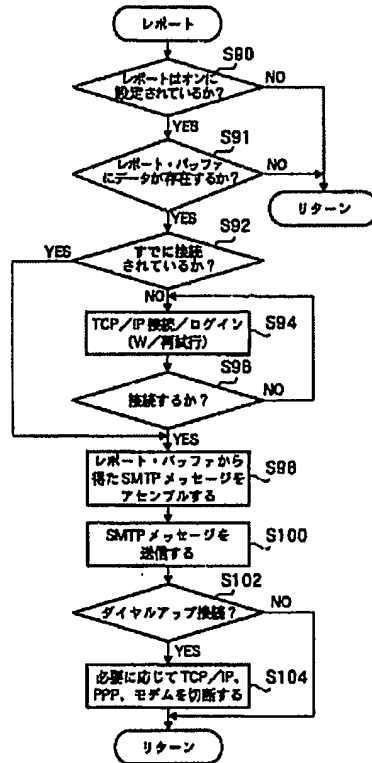 レポート
S90
レポートはオンに
設定されているか?
NO
YES
S91
レポート・バッファ
にデータが存在するか?
NO
YES
リターン
S92
すでに接続
されているか?
YES
NO
TCP/IP接続/ログイン
(W/再試行)
S94
S96
接続するか?
NO
YES
レポート・バッファから
得たSMTPメッセージを
アセンブルする
S98
SMTPメッセージを
送信する
S100
S102
ダイヤルアップ接続?
NO
YES
必要に応じてTCP/IP、
PPP、モデムを切断する
S104
リターン